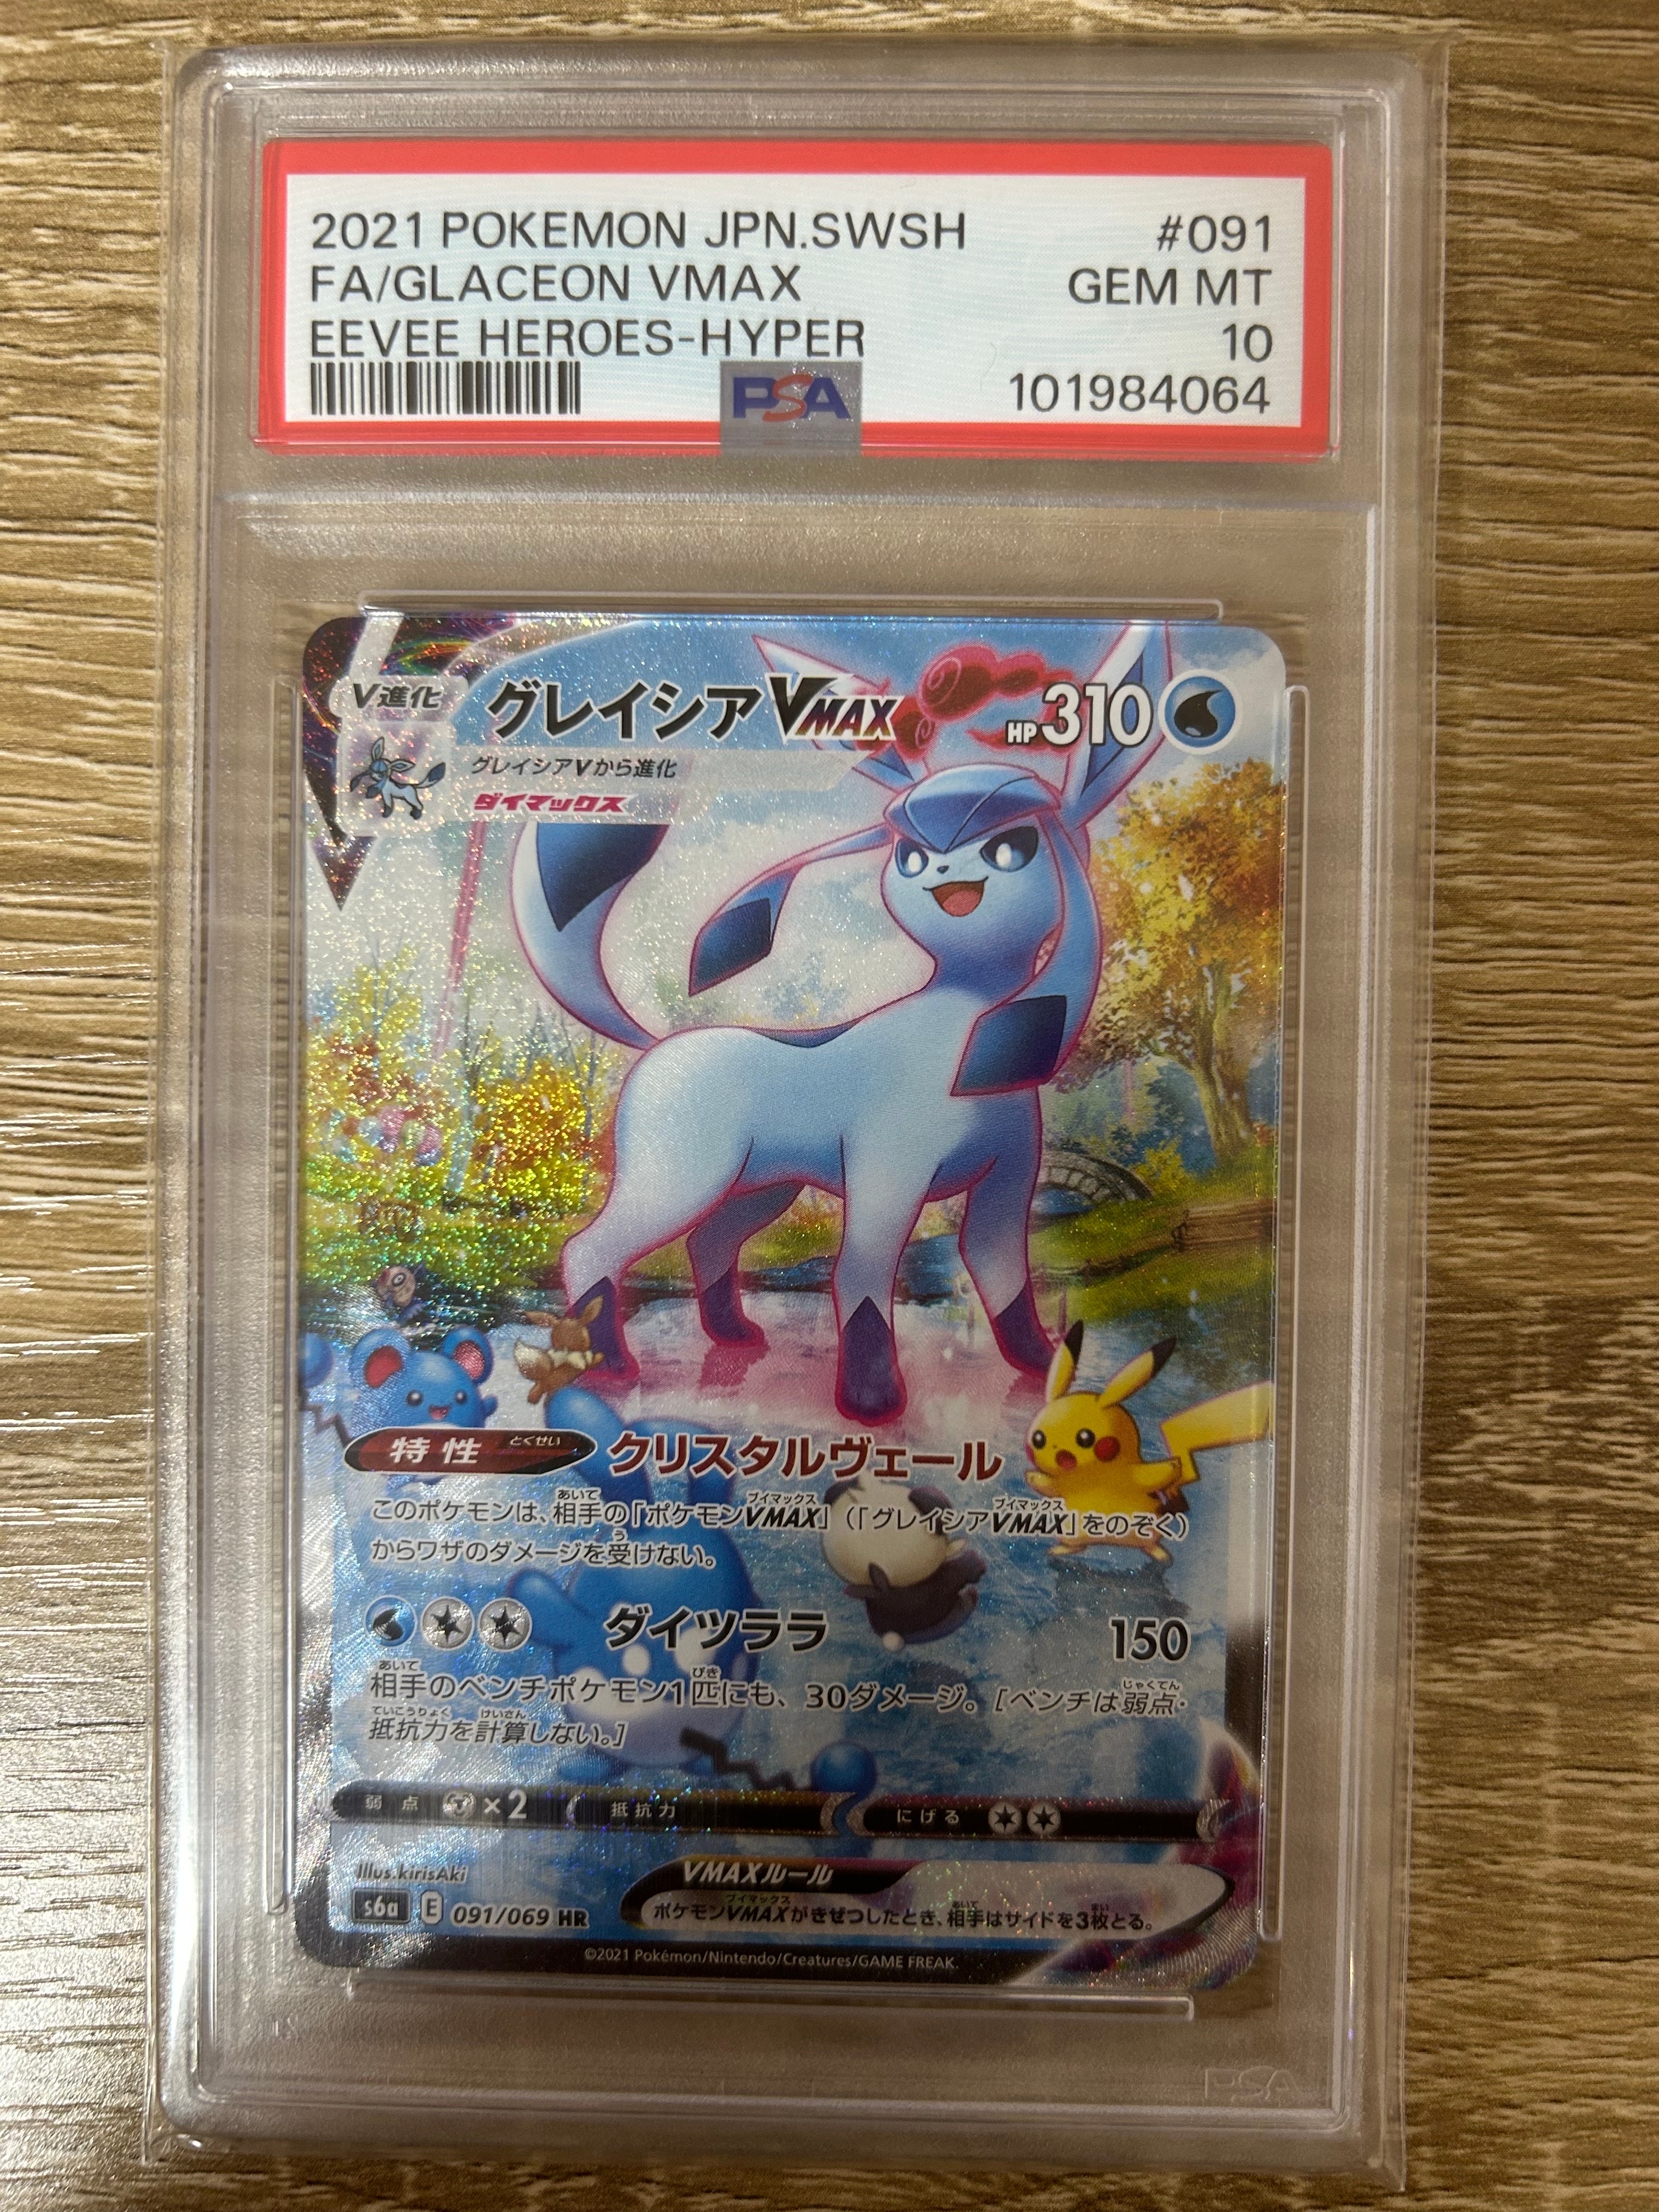 2021 POKEMON JPN.SWSH #091
FA/GLACEON VMAX GEM MT
EEVEE HEROES-HYPER 10
PSA 101984064
V進化 グレイシアVMAX HP310
グレイシアVから進化
ダイマックス
特性 とくせい クリスタルヴェール
このポケモンは、相手の「ポケモンVMAX」（「グレイシアVMAX」をのぞく）
からワザのダメージを受けない。
ダイツララ 150
相手のベンチポケモン1匹にも、30ダメージ。［ベンチは弱点・
抵抗力を計算しない。］
弱点 ×2 抵抗力 にげる
Illus.kirisAki
VMAXルール
s6a E 091/069 HR
ポケモンVMAXがきぜつしたとき、相手はサイドを3枚とる。
©2021 Pokémon/Nintendo/Creatures/GAME FREAK.
PSA